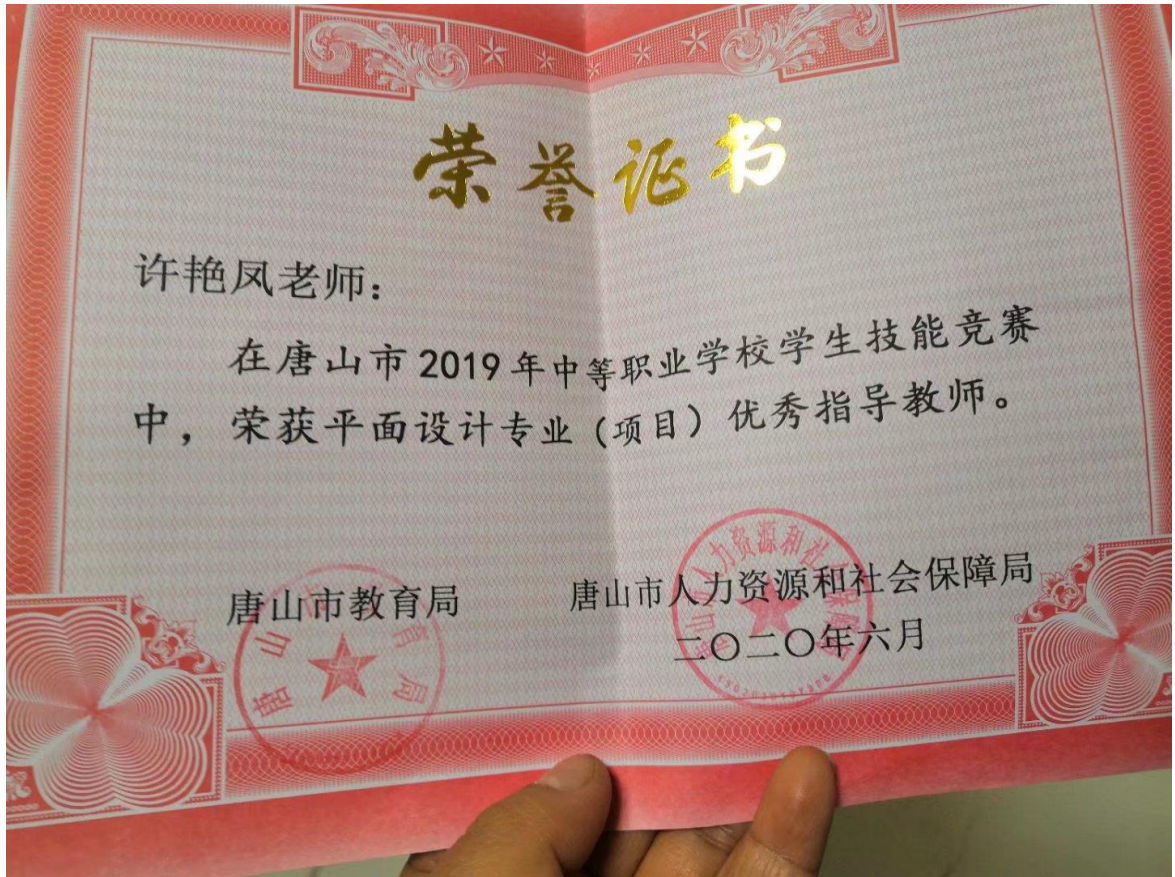 荣誉证书
许艳凤老师：
在唐山市2019年中等职业学校学生技能竞赛
中，荣获平面设计专业（项目）优秀指导教师。
唐山市教育局
唐山市人力资源和社会保障局
二〇二〇年六月